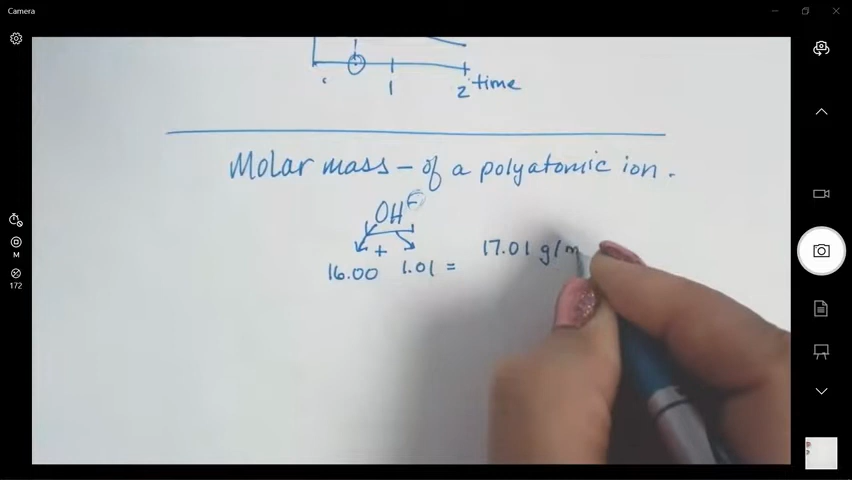 Camera
1
2
time
Molar mass - of a polyatomic ion.
OH⁻
+
16.00 1.01 = 17.01 g/m
M
172